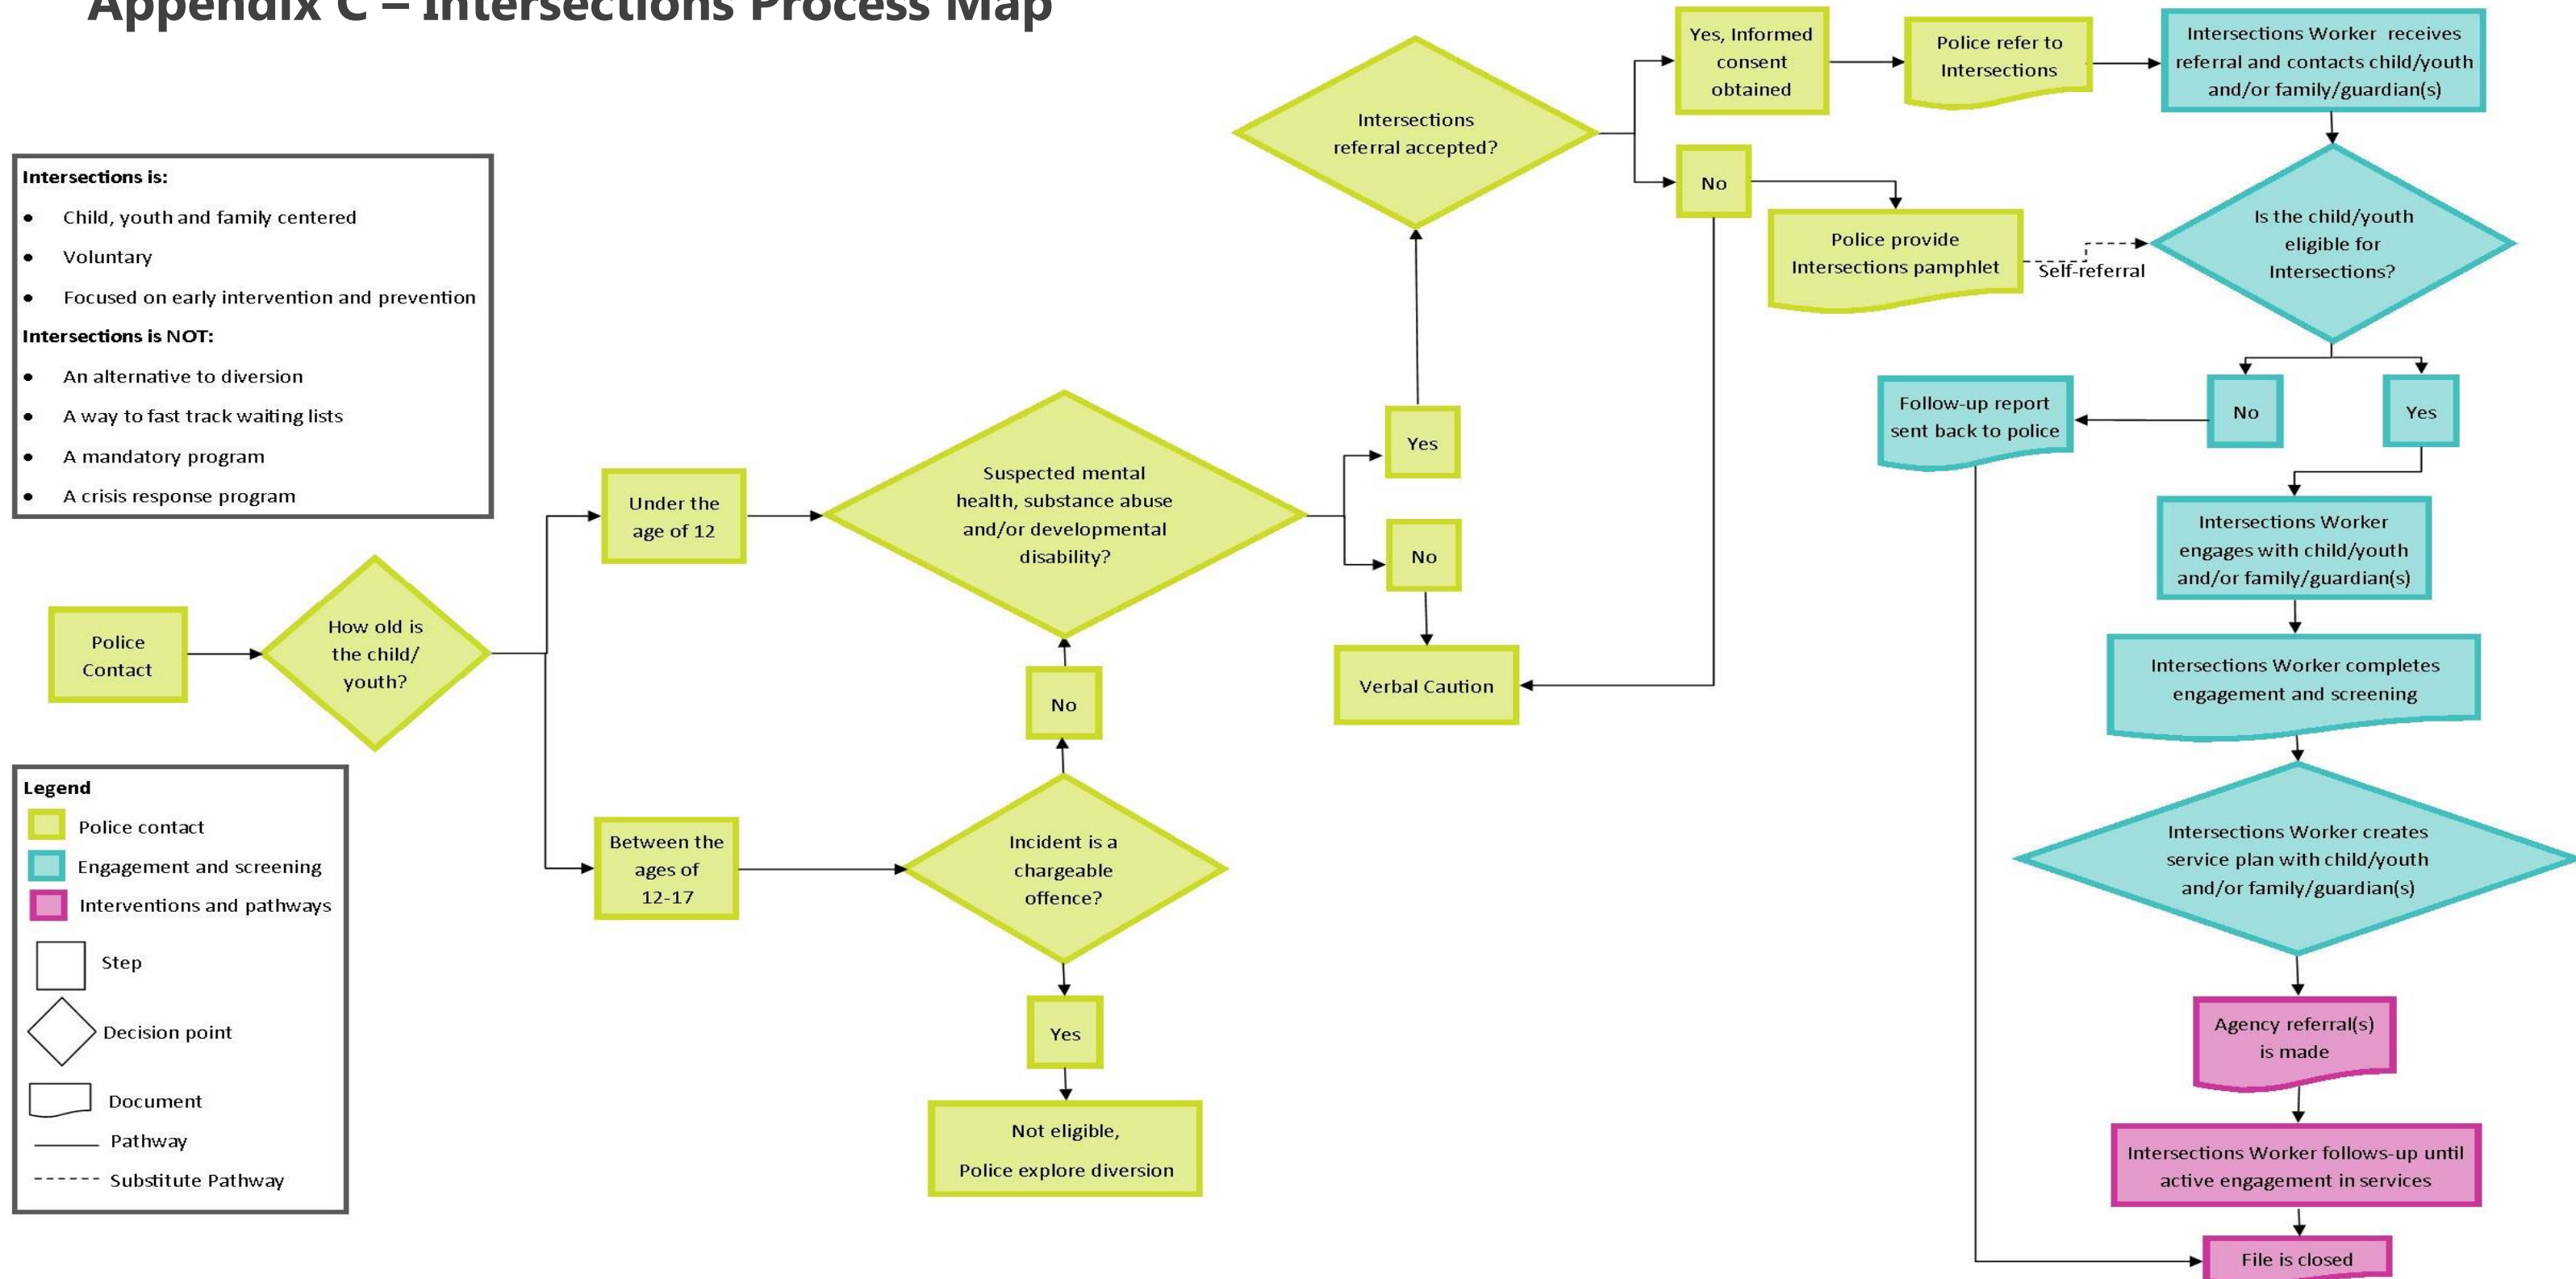 Appendix C – Intersections Process Map
Intersections is:
• Child, youth and family centered
• Voluntary
• Focused on early intervention and prevention
Intersections is NOT:
• An alternative to diversion
• A way to fast track waiting lists
• A mandatory program
• A crisis response program
Police
Contact
How old is
the child/
youth?
Under the
age of 12
Between the
ages of
12-17
Suspected mental
health, substance abuse
and/or developmental
disability?
No
Incident is a
chargeable
offence?
Yes
Not eligible,
Police explore diversion
Yes
No
Verbal Caution
Intersections
referral accepted?
Yes, Informed
consent
obtained
No
Police refer to
Intersections
Police provide
Intersections pamphlet
Self-referral
Intersections Worker receives
referral and contacts child/youth
and/or family/guardian(s)
Is the child/youth
eligible for
Intersections?
No
Yes
Follow-up report
sent back to police
Intersections Worker
engages with child/youth
and/or family/guardian(s)
Intersections Worker completes
engagement and screening
Intersections Worker creates
service plan with child/youth
and/or family/guardian(s)
Agency referral(s)
is made
Intersections Worker follows-up until
active engagement in services
File is closed
Legend
Police contact
Engagement and screening
Interventions and pathways
Step
Decision point
Document
Pathway
Substitute Pathway